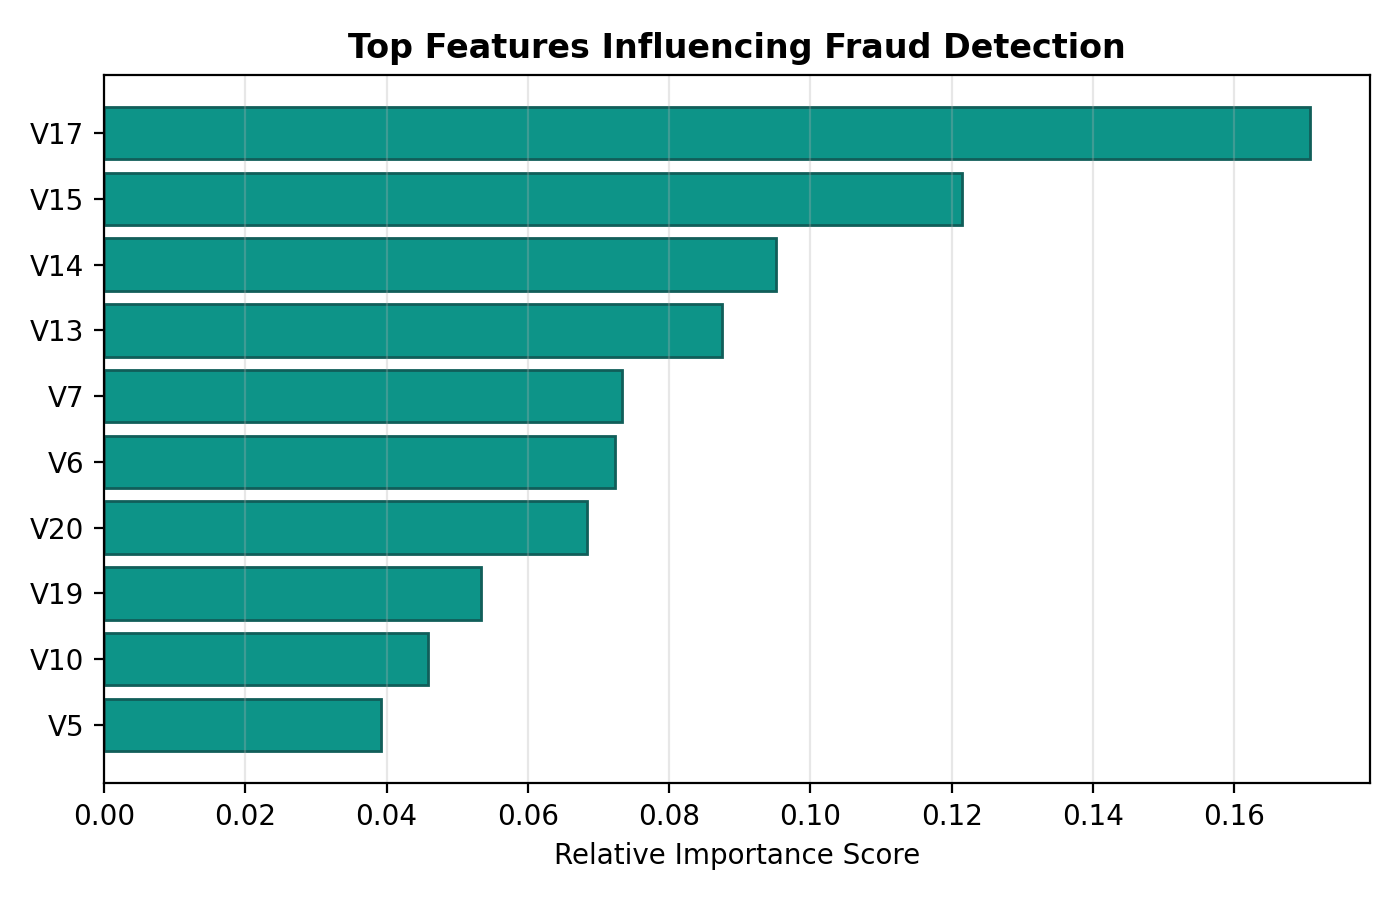 Top Features Influencing Fraud Detection
V17
V15
V14
V13
V7
V6
V20
V19
V10
V5
0.00 0.02 0.04 0.06 0.08 0.10 0.12 0.14 0.16
Relative Importance Score